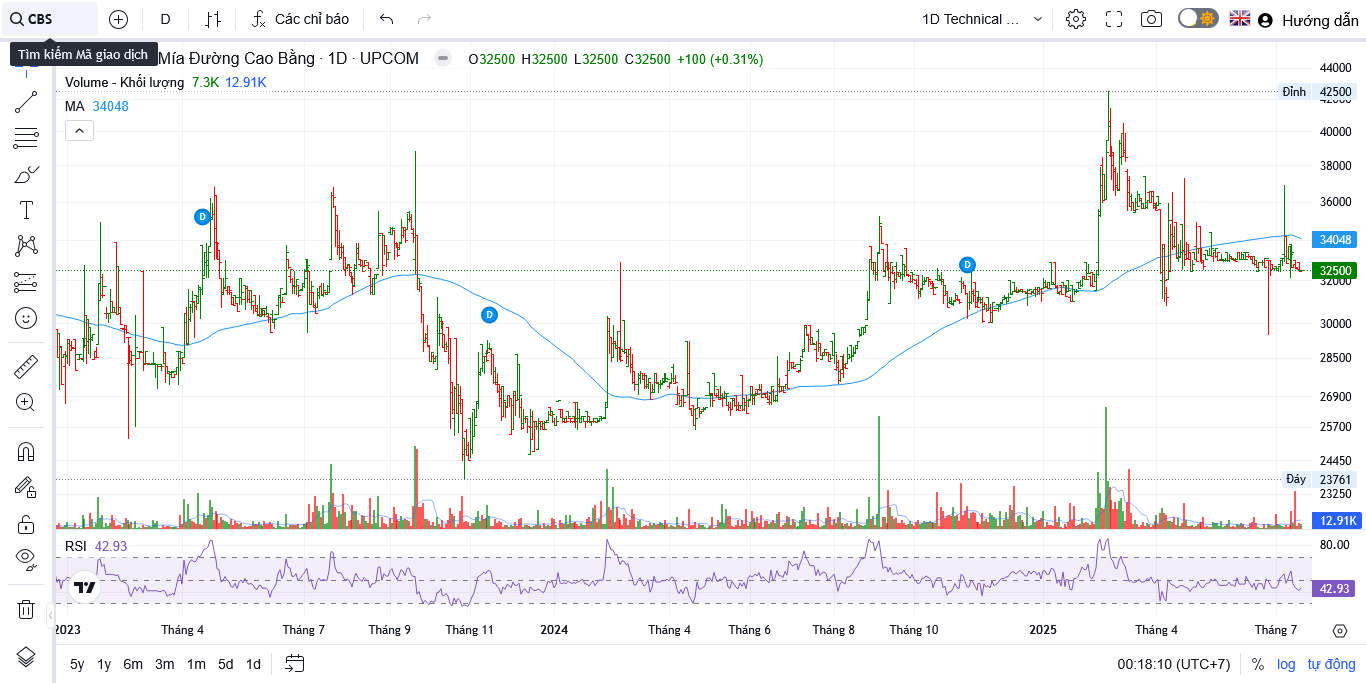 CBS
D
Các chỉ báo
1D Technical ...
Hướng dẫn
Tìm kiếm Mã giao dịch
Mía Đường Cao Bằng · 1D · UPCOM
O32500 H32500 L32500 C32500 +100 (+0.31%)
Volume - Khối lượng 7.3K 12.91K
MA 34048
44000
Đỉnh 42500
42000
40000
38000
36000
34048
32500
32000
30000
28500
26900
25700
24450
Đáy 23761
23250
12.91K
D
D
D
RSI 42.93
80.00
42.93
2023 Tháng 4 Tháng 7 Tháng 9 Tháng 11 2024 Tháng 4 Tháng 6 Tháng 8 Tháng 10 2025 Tháng 4 Tháng 7
5y 1y 6m 3m 1m 5d 1d
00:18:10 (UTC+7) % log tự động